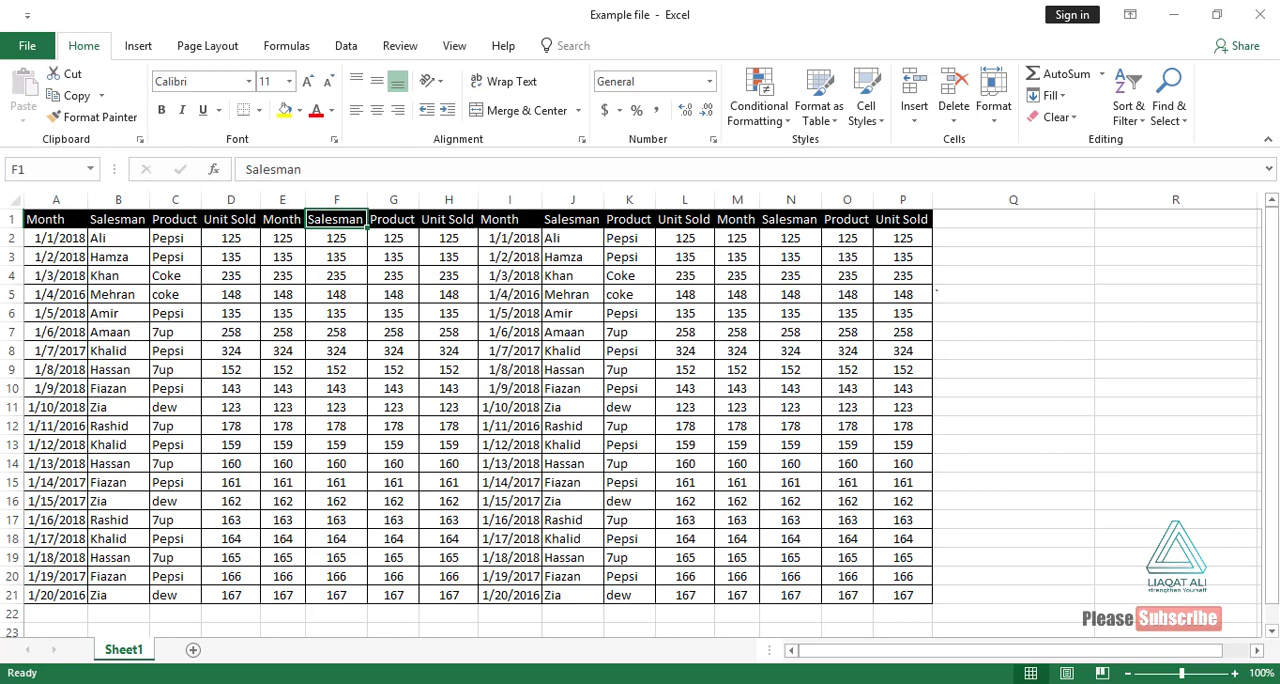 Example file - Excel
Sign in
File Home Insert Page Layout Formulas Data Review View Help Search Share
Paste Cut Copy Format Painter Clipboard
Calibri 11 A A B I U A Font
ab Wrap Text Merge & Center Alignment
General $ % , .0 .00 .00 .0 Number
Conditional Formatting Format as Table Cell Styles Styles
Insert Delete Format Cells
AutoSum Fill Clear Sort & Filter Find & Select Editing
F1 fx Salesman
A B C D E F G H I J K L M N O P Q R
1 Month Salesman Product Unit Sold Month Salesman Product Unit Sold Month Salesman Product Unit Sold Month Salesman Product Unit Sold
2 1/1/2018 Ali Pepsi 125 125 125 125 125 1/1/2018 Ali Pepsi 125 125 125 125 125
3 1/2/2018 Hamza Pepsi 135 135 135 135 135 1/2/2018 Hamza Pepsi 135 135 135 135 135
4 1/3/2018 Khan Coke 235 235 235 235 235 1/3/2018 Khan Coke 235 235 235 235 235
5 1/4/2016 Mehran coke 148 148 148 148 148 1/4/2016 Mehran coke 148 148 148 148 148 `
6 1/5/2018 Amir Pepsi 135 135 135 135 135 1/5/2018 Amir Pepsi 135 135 135 135 135
7 1/6/2018 Amaan 7up 258 258 258 258 258 1/6/2018 Amaan 7up 258 258 258 258 258
8 1/7/2017 Khalid Pepsi 324 324 324 324 324 1/7/2017 Khalid Pepsi 324 324 324 324 324
9 1/8/2018 Hassan 7up 152 152 152 152 152 1/8/2018 Hassan 7up 152 152 152 152 152
10 1/9/2018 Fiazan Pepsi 143 143 143 143 143 1/9/2018 Fiazan Pepsi 143 143 143 143 143
11 1/10/2018 Zia dew 123 123 123 123 123 1/10/2018 Zia dew 123 123 123 123 123
12 1/11/2016 Rashid 7up 178 178 178 178 178 1/11/2016 Rashid 7up 178 178 178 178 178
13 1/12/2018 Khalid Pepsi 159 159 159 159 159 1/12/2018 Khalid Pepsi 159 159 159 159 159
14 1/13/2018 Hassan 7up 160 160 160 160 160 1/13/2018 Hassan 7up 160 160 160 160 160
15 1/14/2017 Fiazan Pepsi 161 161 161 161 161 1/14/2017 Fiazan Pepsi 161 161 161 161 161
16 1/15/2017 Zia dew 162 162 162 162 162 1/15/2017 Zia dew 162 162 162 162 162
17 1/16/2018 Rashid 7up 163 163 163 163 163 1/16/2018 Rashid 7up 163 163 163 163 163
18 1/17/2018 Khalid Pepsi 164 164 164 164 164 1/17/2018 Khalid Pepsi 164 164 164 164 164
19 1/18/2018 Hassan 7up 165 165 165 165 165 1/18/2018 Hassan 7up 165 165 165 165 165
20 1/19/2017 Fiazan Pepsi 166 166 166 166 166 1/19/2017 Fiazan Pepsi 166 166 166 166 166
21 1/20/2016 Zia dew 167 167 167 167 167 1/20/2016 Zia dew 167 167 167 167 167
22
23
LIAQAT ALI
strengthen Yourself
Please Subscribe
Sheet1
Ready 100%